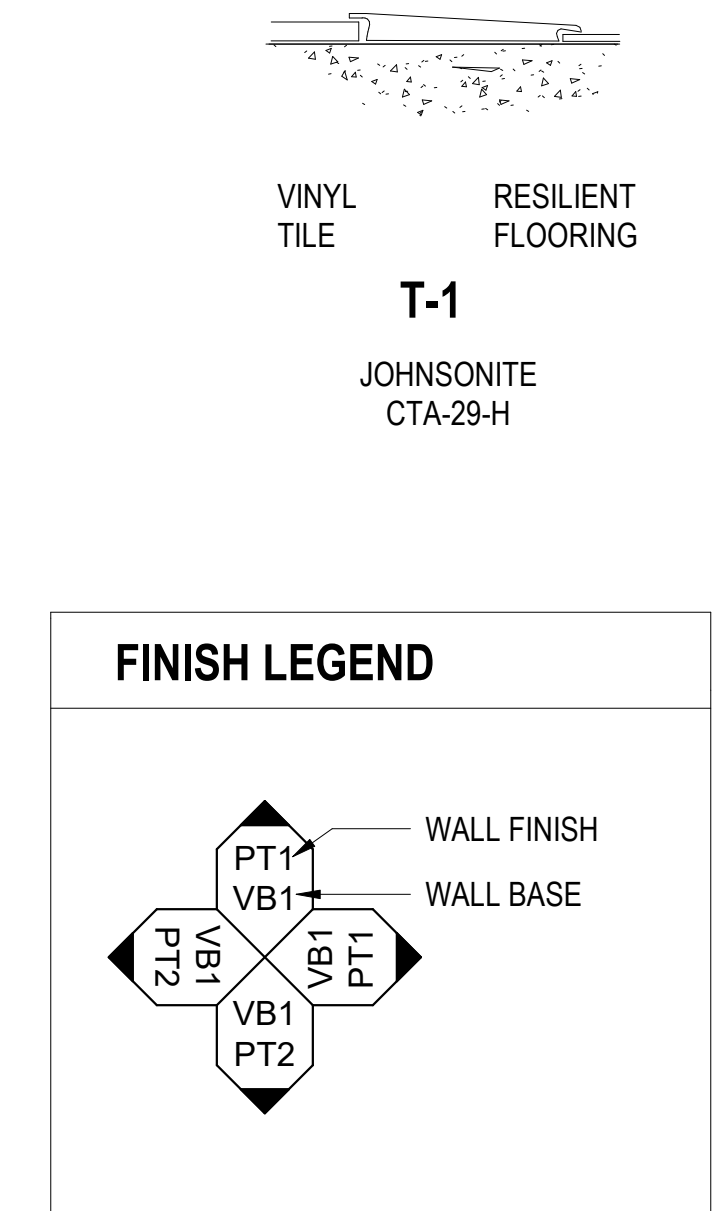 VINYL
TILE
RESILIENT
FLOORING
T-1
JOHNSONITE
CTA-29-H
FINISH LEGEND
PT1
VB1
WALL FINISH
WALL BASE
VB1
PT2
VB1
PT1
VB1
PT2